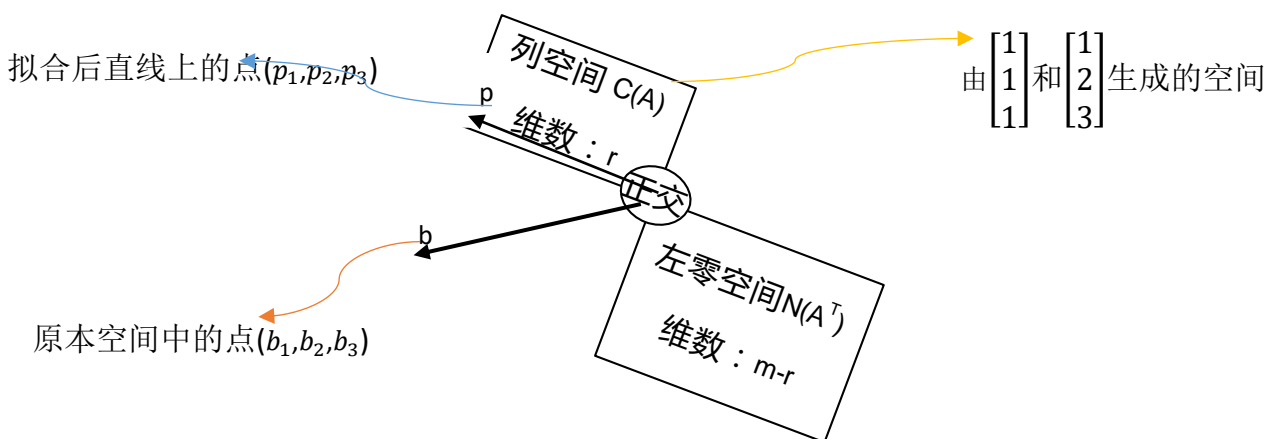 列空间 C(A)
维数：r
拟合后直线上的点(p₁,p₂,p₃)
p
由[1 1 1]和[1 2 3]生成的空间
正交
b
左零空间N(Aᵀ)
维数：m-r
原本空间中的点(b₁,b₂,b₃)